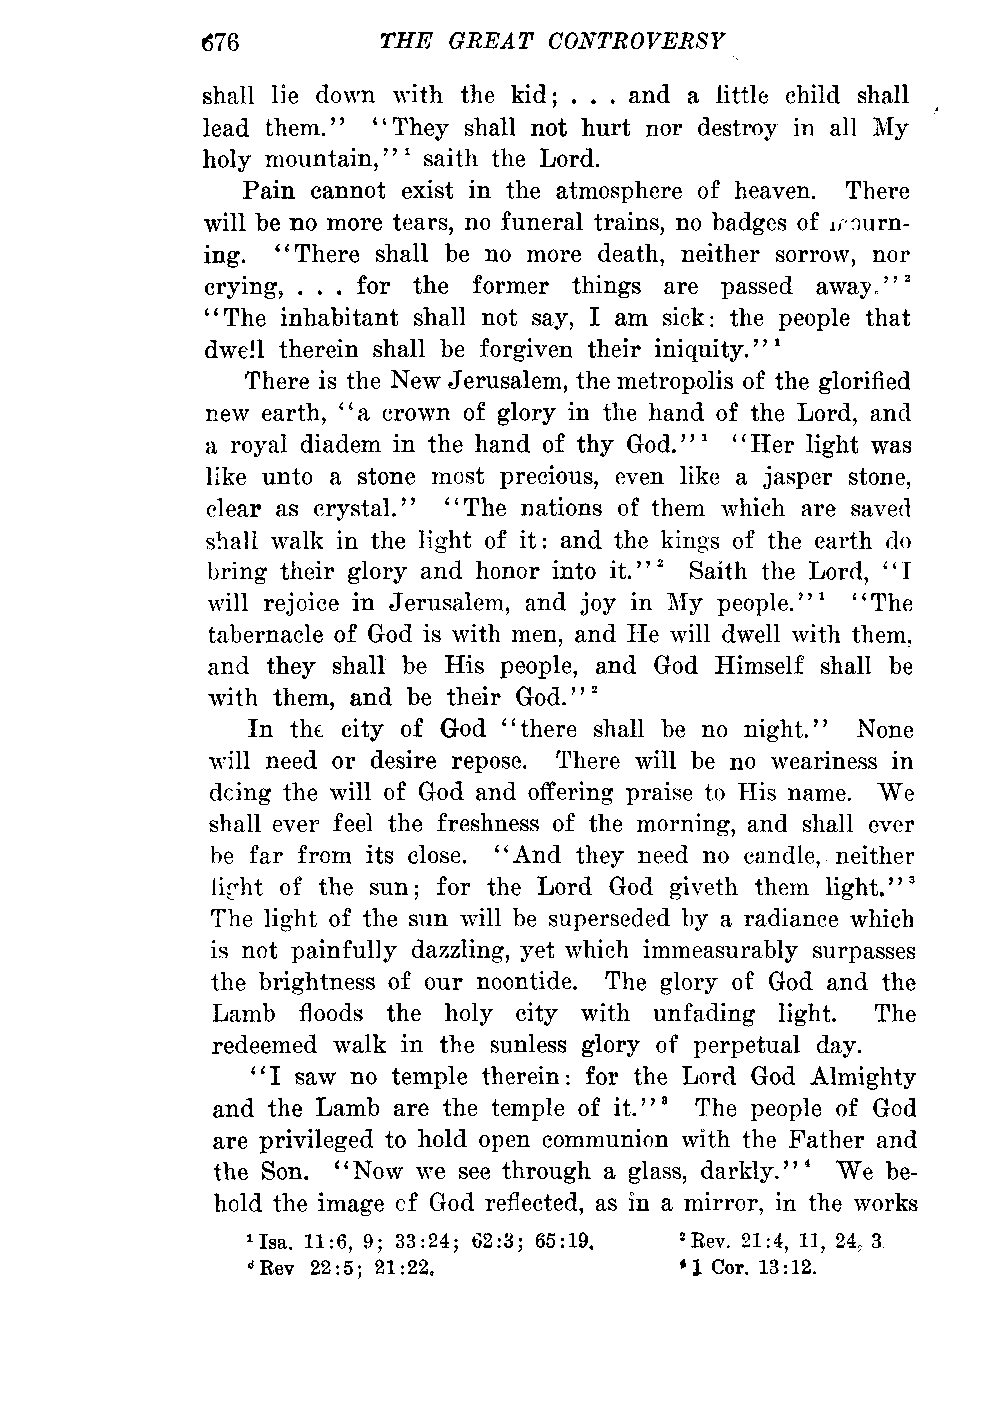 676 THE GREAT CONTROVERSY
shall lie down with the kid; . . . and a little child shall
lead them." "They shall not hurt nor destroy in all My
holy mountain,"¹ saith the Lord.
Pain cannot exist in the atmosphere of heaven. There
will be no more tears, no funeral trains, no badges of mourn-
ing. "There shall be no more death, neither sorrow, nor
crying, . . . for the former things are passed away."²
"The inhabitant shall not say, I am sick: the people that
dwell therein shall be forgiven their iniquity."¹
There is the New Jerusalem, the metropolis of the glorified
new earth, "a crown of glory in the hand of the Lord, and
a royal diadem in the hand of thy God."¹ "Her light was
like unto a stone most precious, even like a jasper stone,
clear as crystal." "The nations of them which are saved
shall walk in the light of it: and the kings of the earth do
bring their glory and honor into it."² Saith the Lord, "I
will rejoice in Jerusalem, and joy in My people."¹ "The
tabernacle of God is with men, and He will dwell with them,
and they shall be His people, and God Himself shall be
with them, and be their God."²
In the city of God "there shall be no night." None
will need or desire repose. There will be no weariness in
doing the will of God and offering praise to His name. We
shall ever feel the freshness of the morning, and shall ever
be far from its close. "And they need no candle, neither
light of the sun; for the Lord God giveth them light."³
The light of the sun will be superseded by a radiance which
is not painfully dazzling, yet which immeasurably surpasses
the brightness of our noontide. The glory of God and the
Lamb floods the holy city with unfading light. The
redeemed walk in the sunless glory of perpetual day.
"I saw no temple therein: for the Lord God Almighty
and the Lamb are the temple of it."³ The people of God
are privileged to hold open communion with the Father and
the Son. "Now we see through a glass, darkly."⁴ We be-
hold the image of God reflected, as in a mirror, in the works
¹ Isa. 11:6, 9; 33:24; 62:3; 65:19. ² Rev. 21:4, 11, 24, 3.
³ Rev 22:5; 21:22. ⁴ 1 Cor. 13:12.